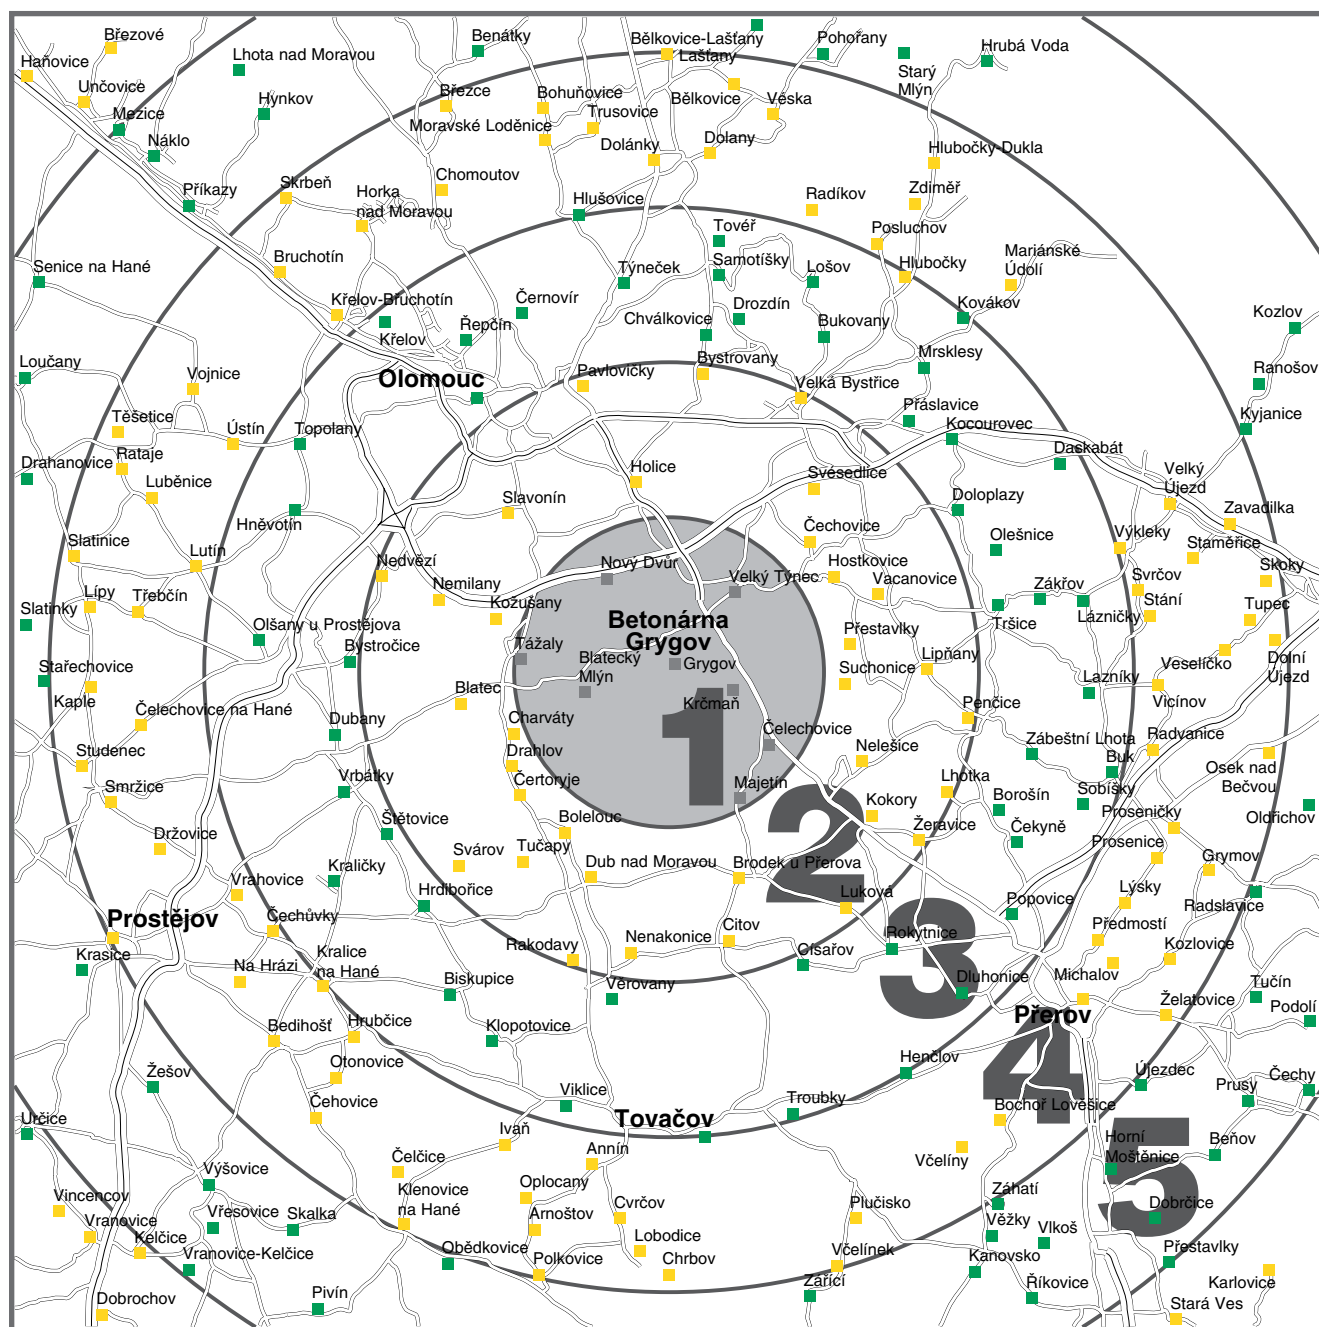 Březové
Haňovice
Unčovice
Mezice
Náklo
Lhota nad Moravou
Hynkov
Benátky
Bělkovice-Lašťany
Lašťany
Pohořany
Hrubá Voda
Starý
Mlýn
Březce
Bohuňovice
Trusovice
Bělkovice
Véska
Moravské Loděnice
Dolánky
Dolany
Hlubočky-Dukla
Příkazy
Skrbeň
Horka
nad Moravou
Chomoutov
Hlušovice
Radíkov
Zdiměř
Posluchov
Tovéř
Mariánské
Údolí
Senice na Hané
Bruchotín
Týneček
Samotíšky
Lošov
Hlubočky
Křelov-Bruchotín
Křelov
Řepčín
Černovír
Chválkovice
Drozdín
Bukovany
Kovákov
Kozlov
Loučany
Vojnice
Olomouc
Pavlovičky
Bystrovany
Velká Bystřice
Mrsklesy
Ranošov
Těšetice
Ústín
Topolany
Přáslavice
Kocourovec
Kyjanice
Drahanovice
Rataje
Luběnice
Holice
Svésedlice
Daskabát
Velký
Újezd
Slavonín
Doloplazy
Zavadilka
Hněvotín
Čechovice
Olešnice
Výkleky
Staměřice
Slatinice
Lutín
Nedvězí
Nový Dvůr
Velký Týnec
Hostkovice
Vacanovice
Skoky
Nemilany
Zákřov
Svrčov
Lípy
Třebčín
Kožušany
Stání
Tupec
Slatinky
Olšany u Prostějova
Betonárna
Grygov
Přestavlky
Tršice
Lázničky
Bystročice
Tážaly
Blatecký
Mlýn
Grygov
Suchonice
Lipňany
Veselíčko
Dolní
Újezd
Stařechovice
Kaple
Blatec
Krčmaň
Lazníky
Vicínov
Čelechovice na Hané
Dubany
Charváty
1
Čelechovice
Penčice
Studenec
Drahlov
Nelešice
Zábeštní Lhota
Buk
Radvanice
Osek nad
Bečvou
Smržice
Vrbátky
Čertoryje
Majetín
Lhotka
Borošín
Sobíšky
Oldřichov
Držovice
Štětovice
Bolelouc
2
Kokory
Žeravice
Čekyně
Proseničky
Prosenice
Svárov
Tučapy
Dub nad Moravou
Brodek u Přerova
Grymov
Vrahovice
Kraličky
Hrdibořice
Luková
Popovice
Lýsky
Radslavice
Prostějov
Čechůvky
Citov
3
Rokytnice
Předmostí
Krasice
Na Hrázi
Kralice
na Hané
Rakodavy
Nenakonice
Císařov
Kozlovice
Biskupice
Věrovany
Dluhonice
Michalov
Tučín
Bedihošť
Hrubčice
Klopotovice
Přerov
Želatovice
Podolí
Žešov
Otonovice
Henčlov
4
Újezdec
Prusy
Čechy
Čehovice
Viklice
Tovačov
Troubky
Bochoř Lověšice
5
Určice
Ivaň
Včelíny
Horní
Moštěnice
Beňov
Výšovice
Čelčice
Annín
Vincencov
Klenovice
na Hané
Oplocany
Cvrčov
Plučisko
Záhatí
Dobrčice
Vranovice
Vřesovice
Skalka
Arnoštov
Věžky
Vlkoš
Kelčice
Vranovice-Kelčice
Obědkovice
Polkovice
Lobodice
Chrbov
Včelínek
Kanovsko
Přestavlky
Zářící
Říkovice
Karlovice
Dobrochov
Pivín
Stará Ves